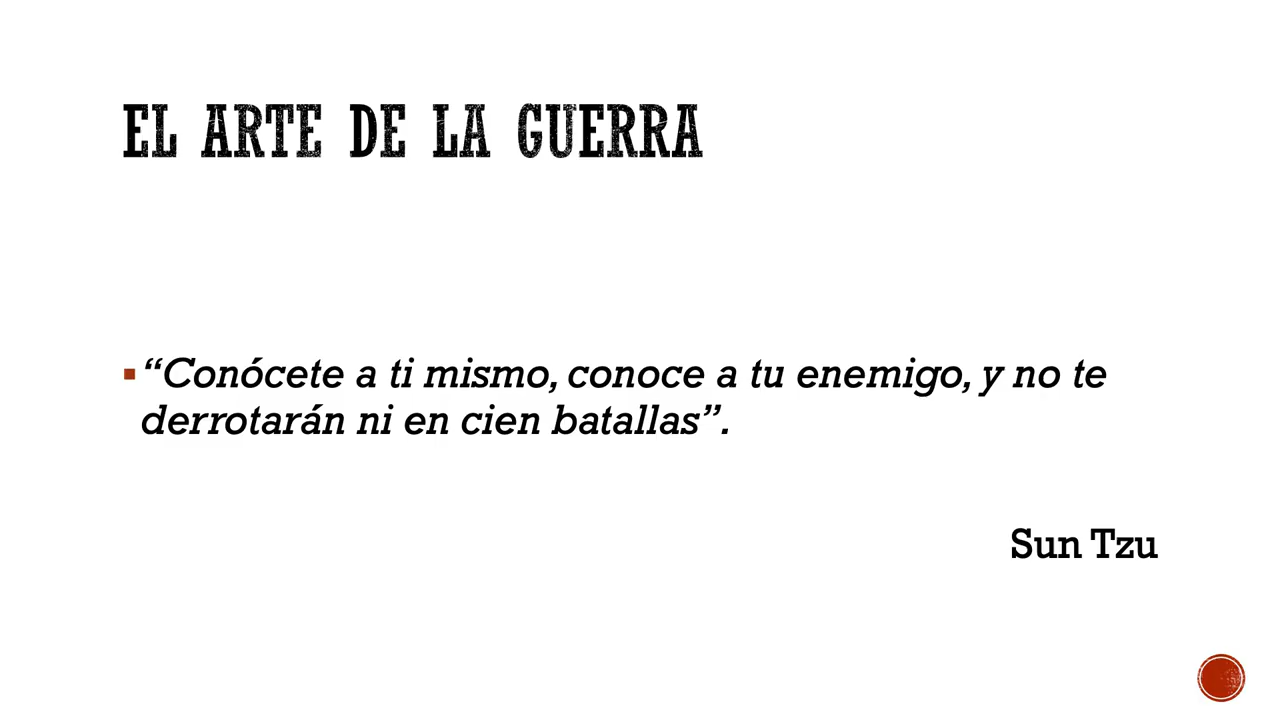 EL ARTE DE LA GUERRA
“Conócete a ti mismo, conoce a tu enemigo, y no te
derrotarán ni en cien batallas”.
Sun Tzu